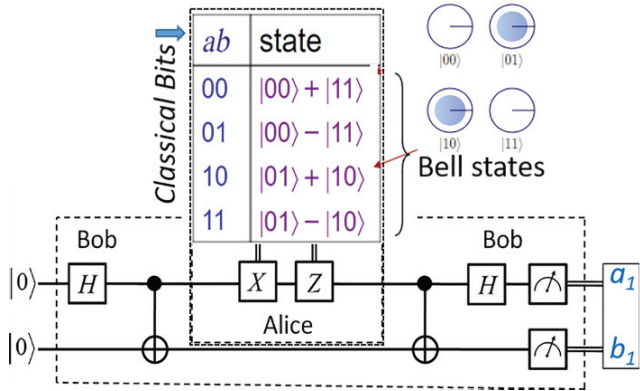 Classical Bits
ab state
00 |00⟩ + |11⟩
01 |00⟩ − |11⟩
10 |01⟩ + |10⟩
11 |01⟩ − |10⟩
|00⟩ |01⟩
|10⟩ |11⟩
Bell states
Bob
Bob
|0⟩ H X Z H a₁
Alice
|0⟩ b₁